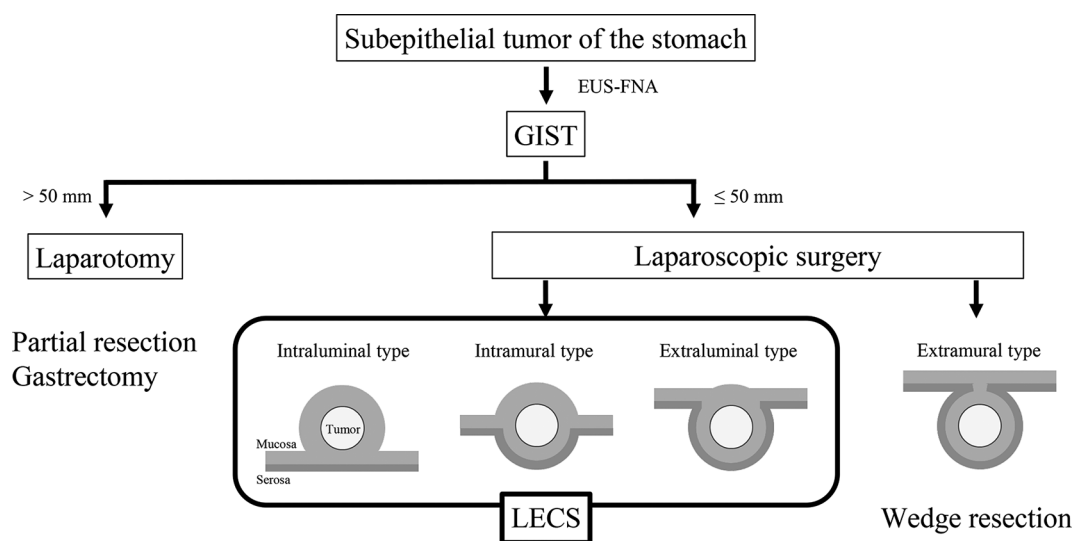 Subepithelial tumor of the stomach
EUS-FNA
GIST
> 50 mm
≤ 50 mm
Laparotomy
Laparoscopic surgery
Partial resection
Gastrectomy
Intraluminal type
Intramural type
Extraluminal type
Extramural type
Tumor
Mucosa
Serosa
LECS
Wedge resection